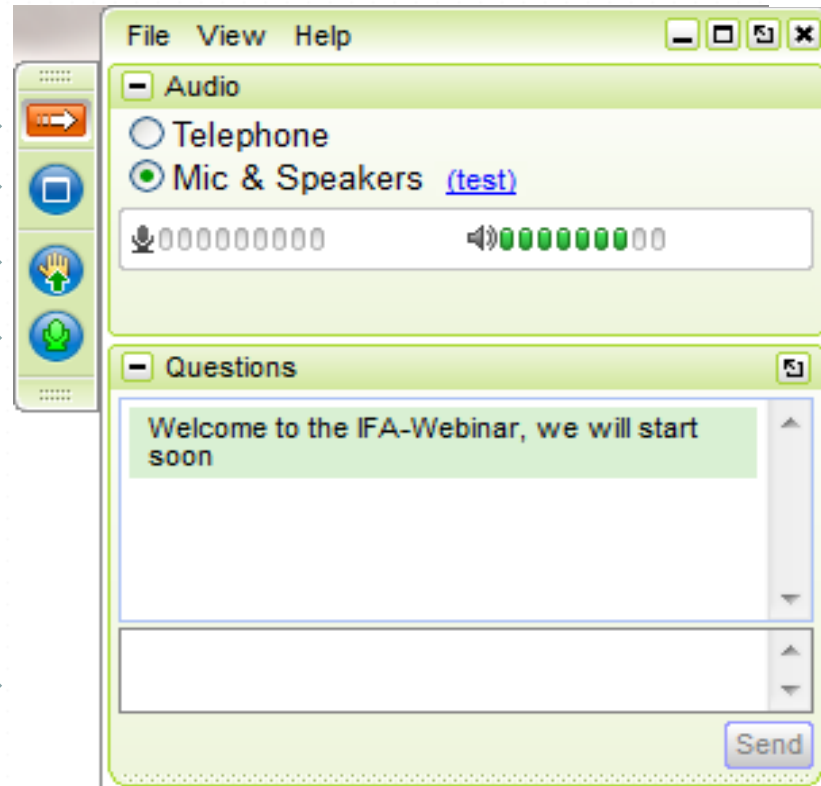 File View Help
Audio
Telephone
Mic & Speakers (test)
Questions
Welcome to the IFA-Webinar, we will start
soon
Send